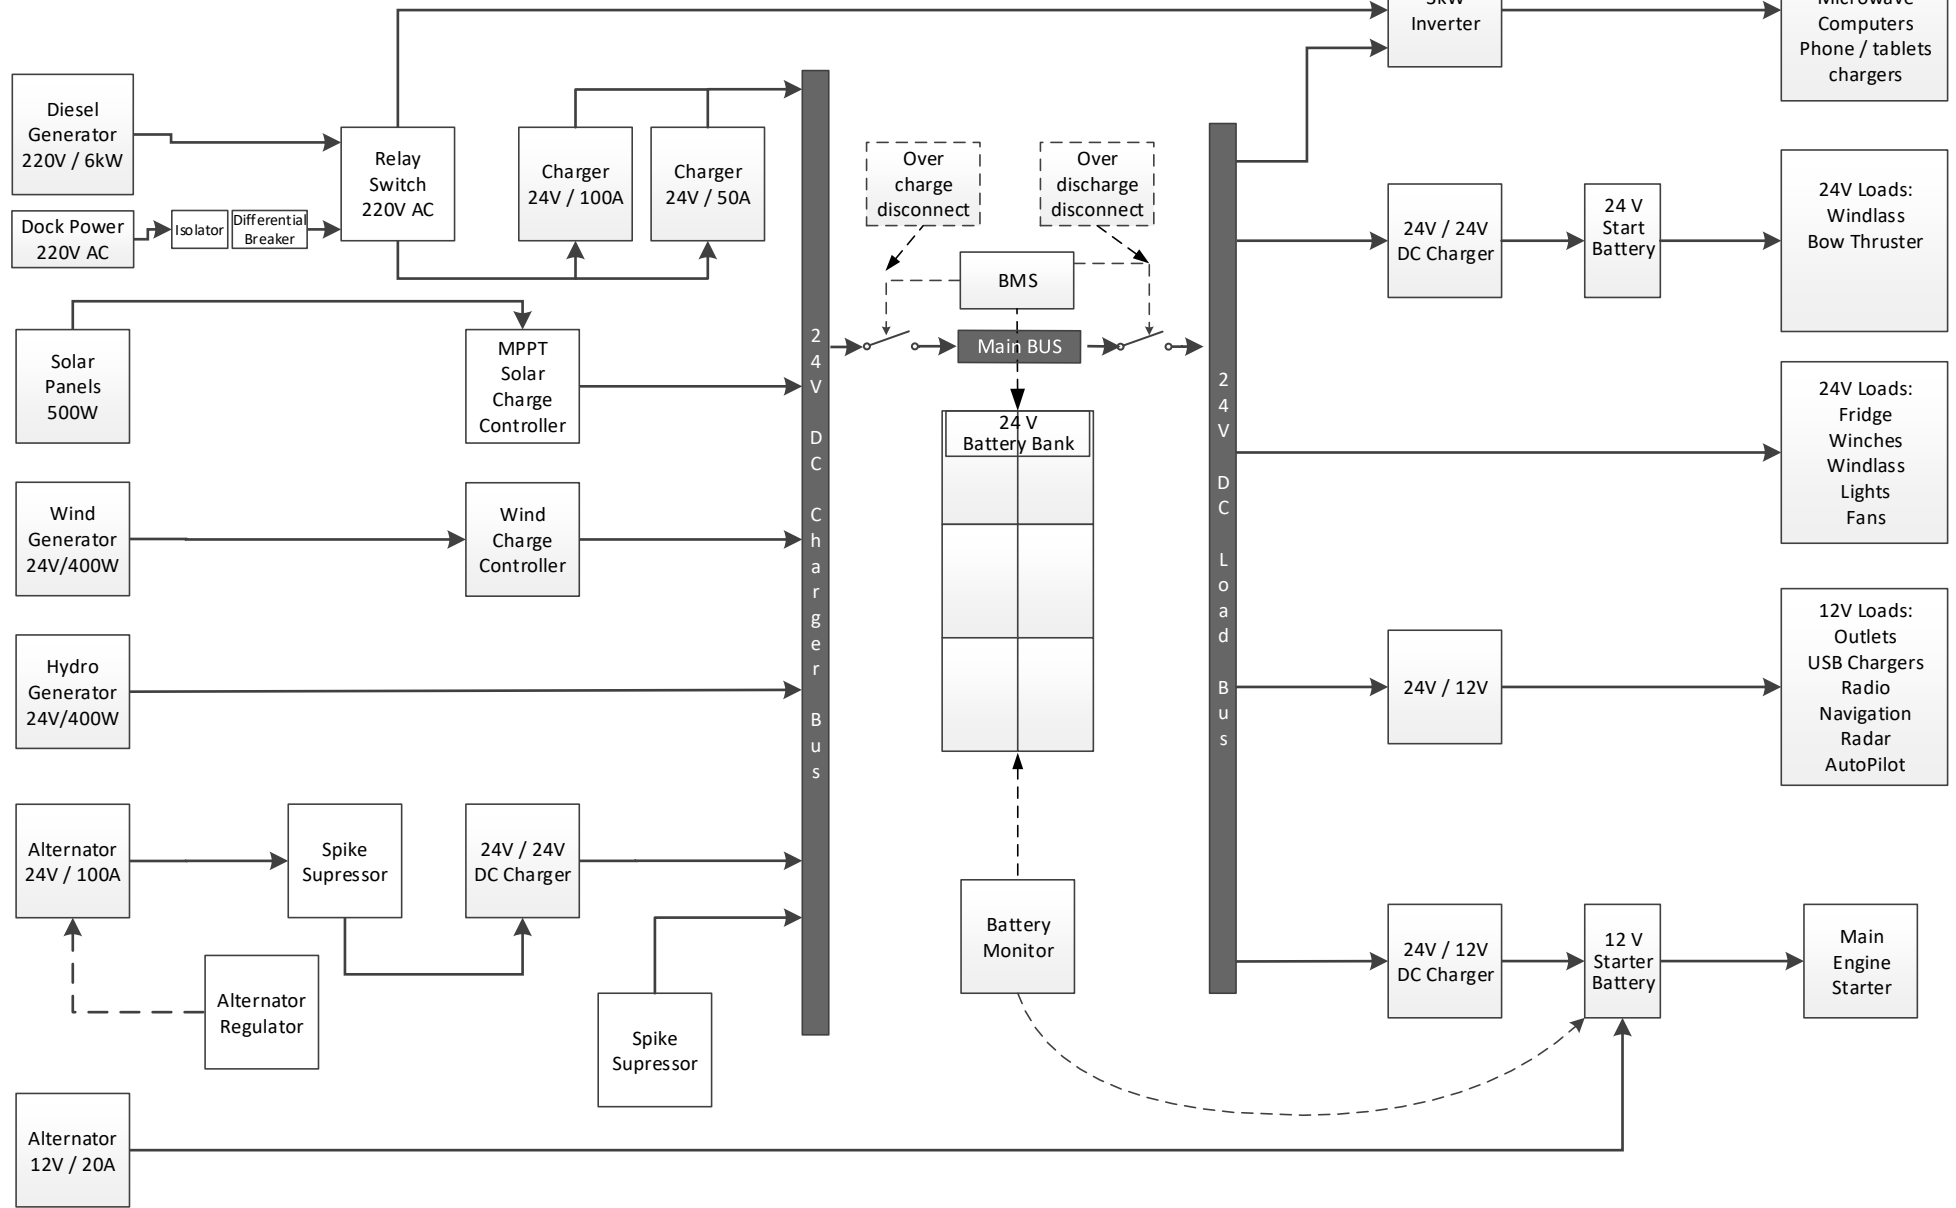 3kW
Inverter
Microwave
Computers
Phone / tablets
chargers
Diesel
Generator
220V / 6kW
Relay
Switch
220V AC
Charger
24V / 100A
Charger
24V / 50A
Over
charge
disconnect
Over
discharge
disconnect
Dock Power
220V AC
Isolator
Differential
Breaker
24V / 24V
DC Charger
24 V
Start
Battery
24V Loads:
Windlass
Bow Thruster
BMS
Main BUS
Solar
Panels
500W
MPPT
Solar
Charge
Controller
24V DC Charger Bus
24V DC Load Bus
24 V
Battery Bank
24V Loads:
Fridge
Winches
Windlass
Lights
Fans
Wind
Generator
24V/400W
Wind
Charge
Controller
Hydro
Generator
24V/400W
24V / 12V
12V Loads:
Outlets
USB Chargers
Radio
Navigation
Radar
AutoPilot
Alternator
24V / 100A
Spike
Supressor
24V / 24V
DC Charger
Alternator
Regulator
Spike
Supressor
Battery
Monitor
24V / 12V
DC Charger
12 V
Starter
Battery
Main
Engine
Starter
Alternator
12V / 20A